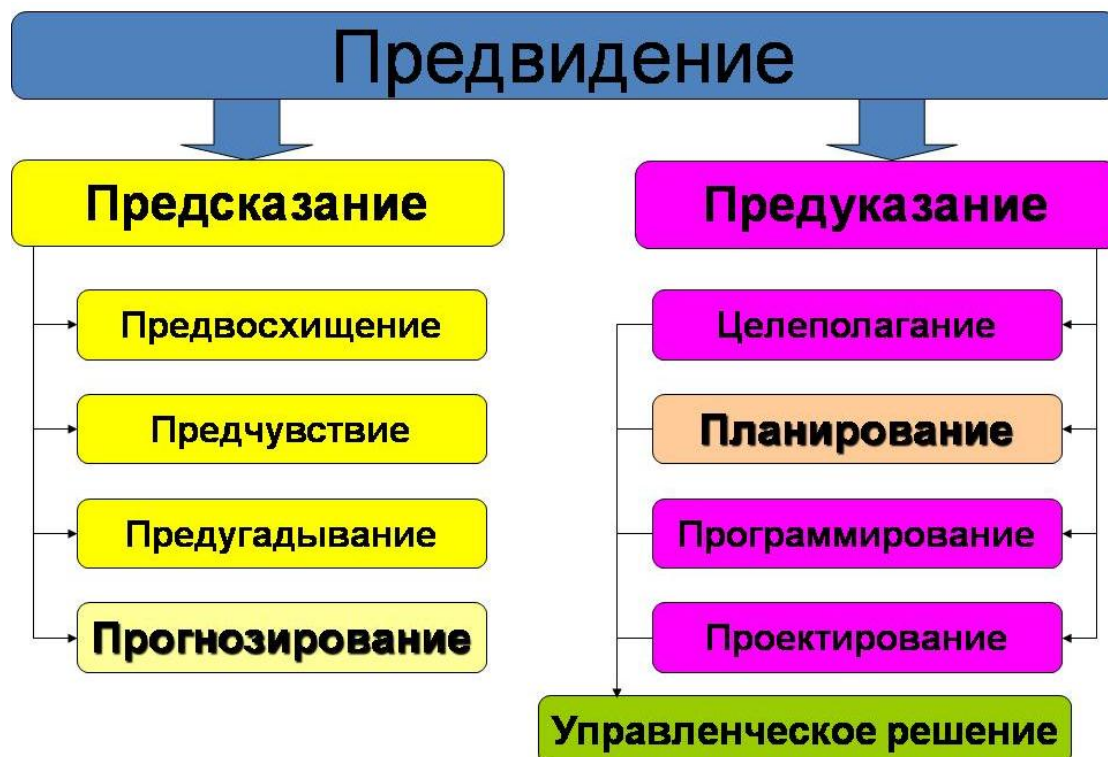 Предвидение
Предсказание
Предвосхищение
Предчувствие
Предугадывание
Прогнозирование
Предуказание
Целеполагание
Планирование
Программирование
Проектирование
Управленческое решение